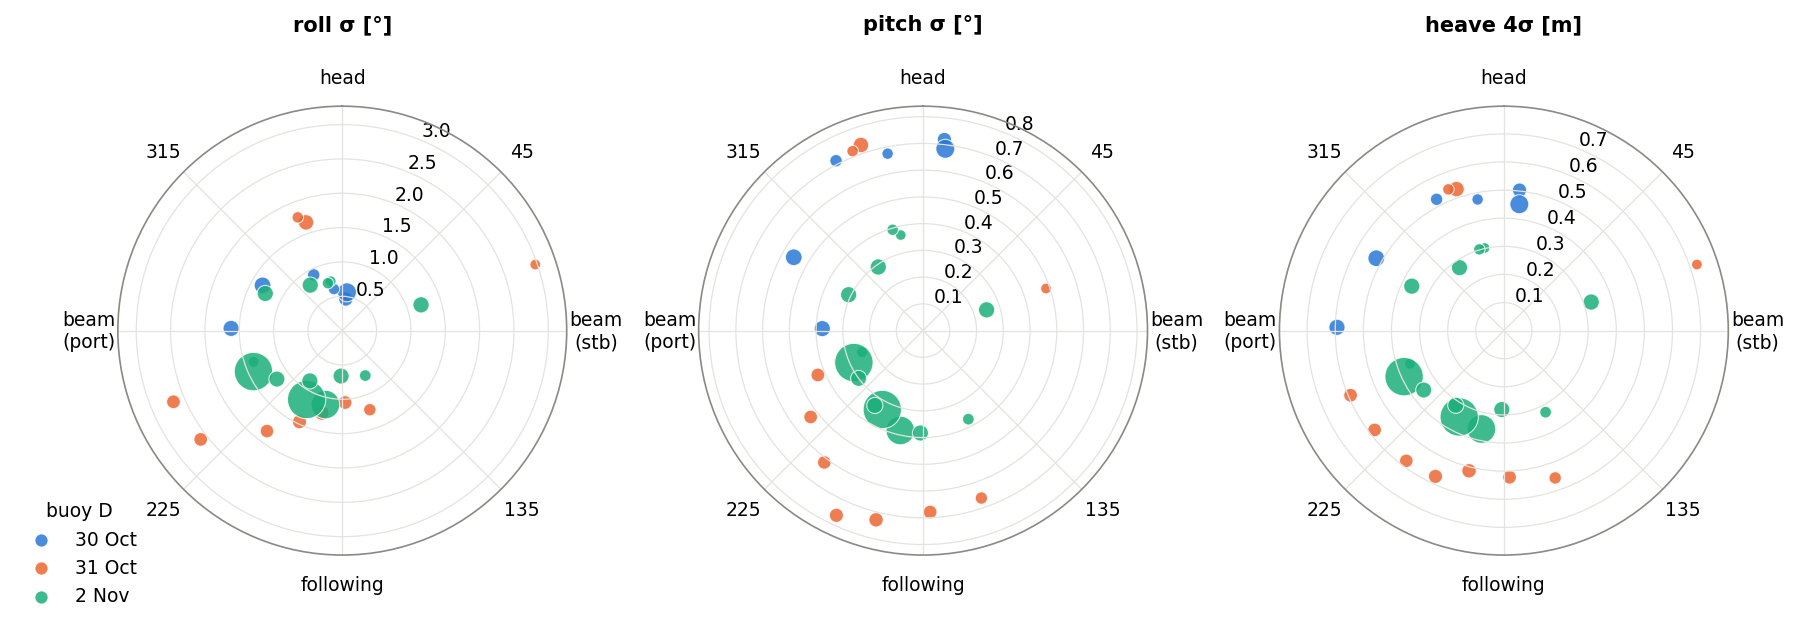 roll σ [°]
head
315
45
3.0
2.5
2.0
1.5
1.0
0.5
beam
(port)
beam
(stb)
225
135
following
buoy D
30 Oct
31 Oct
2 Nov
pitch σ [°]
head
315
45
0.8
0.7
0.6
0.5
0.4
0.3
0.2
0.1
beam
(port)
beam
(stb)
225
135
following
heave 4σ [m]
head
315
45
0.7
0.6
0.5
0.4
0.3
0.2
0.1
beam
(port)
beam
(stb)
225
135
following